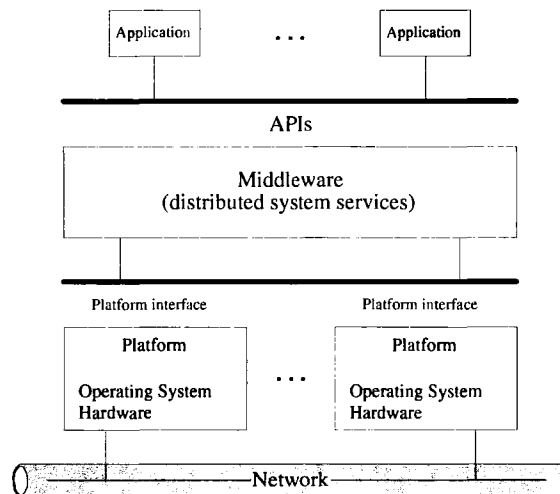 Application
...
Application
APIs
Middleware
(distributed system services)
Platform interface
Platform interface
Platform
Operating System
Hardware
...
Platform
Operating System
Hardware
Network